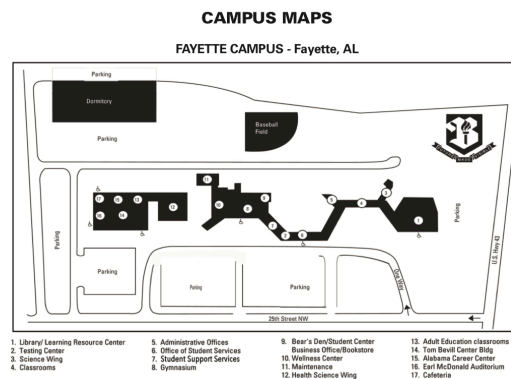 CAMPUS MAPS
FAYETTE CAMPUS - Fayette, AL
Parking
Dormitory
Parking
Baseball
Field
Parking
Parking
Parking
Parking
Parking
One Way
U.S. Hwy 43
25th Street NW
1. Library/ Learning Resource Center
2. Testing Center
3. Science Wing
4. Classrooms
5. Administrative Offices
6. Office of Student Services
7. Student Support Services
8. Gymnasium
9. Bear's Den/Student Center
Business Office/Bookstore
10. Wellness Center
11. Maintenance
12. Health Science Wing
13. Adult Education classrooms
14. Tom Bevill Center Bldg
15. Alabama Career Center
16. Earl McDonald Auditorium
17. Cafeteria